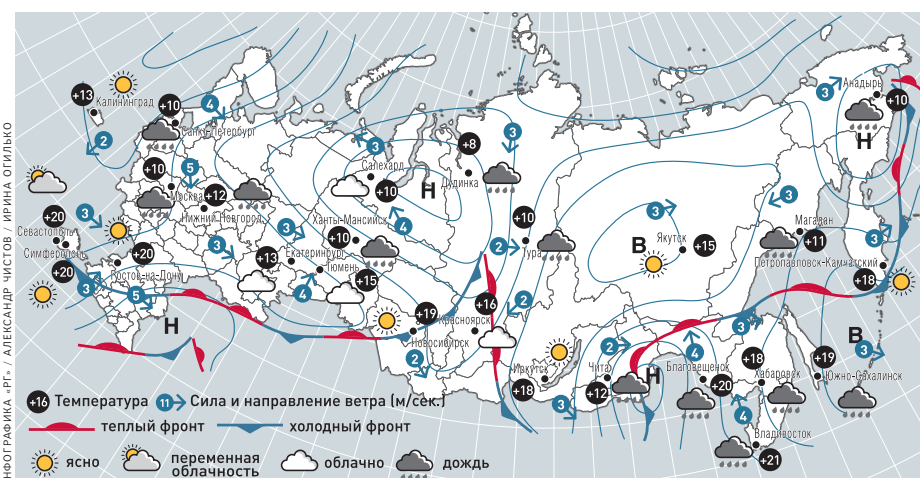 НФОГРАФИКА «РГ» / АЛЕКСАНДР ЧИСТОВ / ИРИНА ОГИЛЬКО
+13
Калининград
2
+10
Санкт-Петербург
4
+10
Москва
5
+12
Нижний Новгород
3
+20
Севастополь
Симферополь
+20
3
3
+20
Ростов-на-Дону
5
Н
3
+13
Екатеринбург
3
4
Тюмень
+15
Ханты-Мансийск
+10
4
3
Салехард
+10
Н
+8
Дудинка
3
+10
2
Тура
2
+19
Новосибирск
2
+16
Красноярск
Иркутск
+18
3
Чита
+12
2
Н
В
3
Якутск
+15
3
Магадан
+11
3
Анадырь
+10
Н
3
Петропавловск-Камчатский
+18
4
Благовещенск
+20
3
+18
Хабаровск
4
Владивосток
+21
+19
Южно-Сахалинск
В
3
+16 Температура 11 Сила и направление ветра (м/сек.)
теплый фронт холодный фронт
ясно переменная облачность облачно дождь